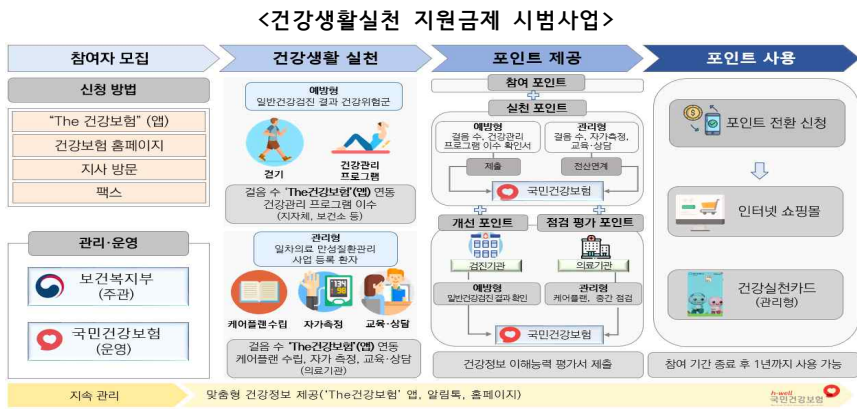 <건강생활실천 지원금제 시범사업>
참여자 모집
신청 방법
“The 건강보험” (앱)
건강보험 홈페이지
지사 방문
팩스
관리·운영
보건복지부
(주관)
국민건강보험
(운영)
건강생활 실천
예방형
일반건강검진 결과 건강위험군
걷기
건강관리
프로그램
걸음 수 ‘The건강보험’(앱) 연동
건강관리 프로그램 이수
(지자체, 보건소 등)
관리형
일차의료 만성질환관리
사업 등록 환자
케어플랜 수립
자가측정
교육·상담
걸음 수 ‘The건강보험’(앱) 연동
케어플랜 수립, 자가 측정, 교육·상담
(의료기관)
포인트 제공
참여 포인트
실천 포인트
예방형
걸음 수, 건강관리
프로그램 이수 확인서
관리형
걸음 수, 자가측정,
교육·상담
제출
전산연계
국민건강보험
개선 포인트
점검 평가 포인트
검진기관
의료기관
예방형
일반건강검진 결과 확인
관리형
케어플랜, 중간 점검
국민건강보험
건강정보 이해능력 평가서 제출
포인트 사용
포인트 전환 신청
인터넷 쇼핑몰
건강실천카드
(관리형)
참여 기간 종료 후 1년까지 사용 가능
지속 관리
맞춤형 건강정보 제공(‘The건강보험’ 앱, 알림톡, 홈페이지)
h-well
국민건강보험